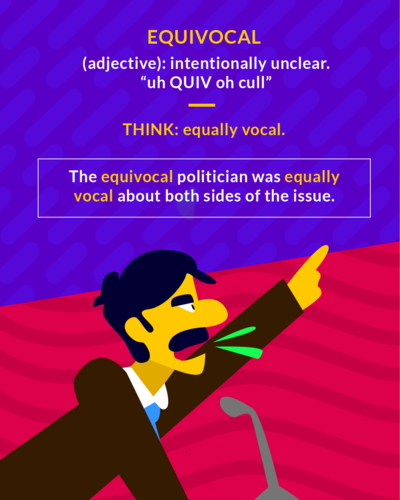 EQUIVOCAL
(adjective): intentionally unclear.
“uh QUIV oh cull”
THINK: equally vocal.
The equivocal politician was equally
vocal about both sides of the issue.